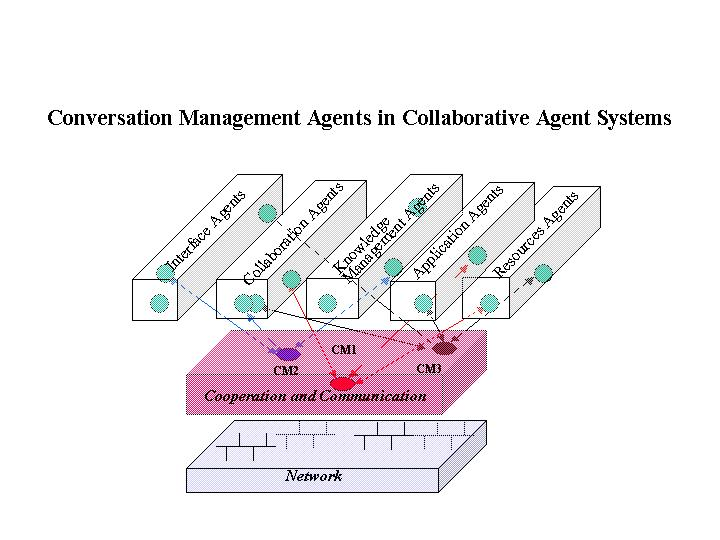 Conversation Management Agents in Collaborative Agent Systems
Interface Agents
Collaboration Agents
Knowledge
Management Agents
Application Agents
Resources Agents
CM1
CM2
CM3
Cooperation and Communication
Network